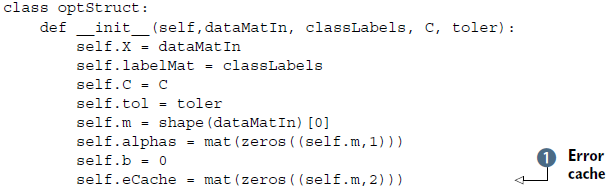 class optStruct:
    def __init__(self,dataMatIn, classLabels, C, toler):
        self.X = dataMatIn
        self.labelMat = classLabels
        self.C = C
        self.tol = toler
        self.m = shape(dataMatIn)[0]
        self.alphas = mat(zeros((self.m,1)))
        self.b = 0
        self.eCache = mat(zeros((self.m,2)))
1 Error
cache